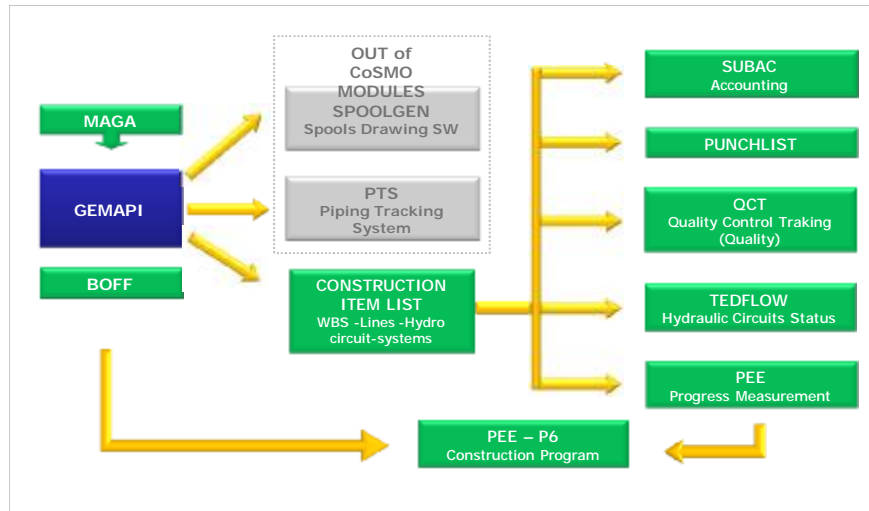 MAGA
GEMAPI
BOFF
OUT of
CoSMO
MODULES
SPOOLGEN
Spools Drawing SW
PTS
Piping Tracking
System
CONSTRUCTION
ITEM LIST
WBS -Lines -Hydro
circuit-systems
SUBAC
Accounting
PUNCHLIST
QCT
Quality Control Traking
(Quality)
TEDFLOW
Hydraulic Circuits Status
PEE
Progress Measurement
PEE – P6
Construction Program